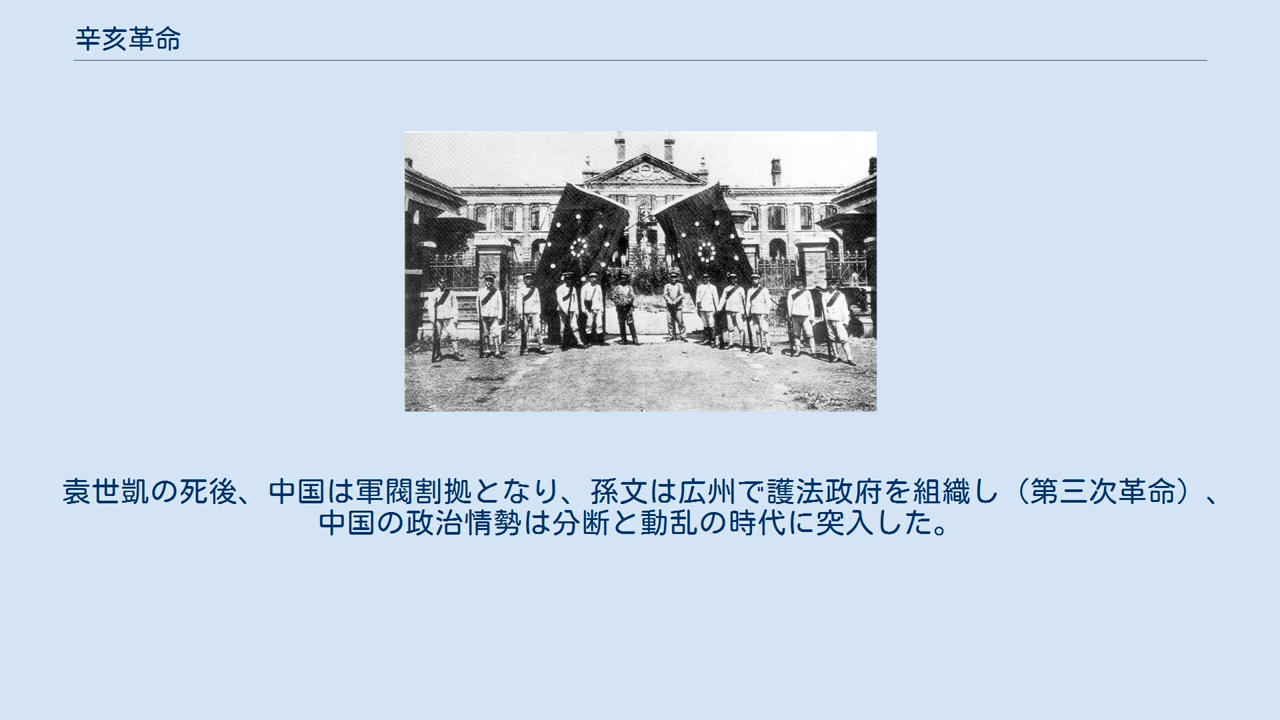 辛亥革命
袁世凱の死後、中国は軍閥割拠となり、孫文は広州で護法政府を組織し（第三次革命）、
中国の政治情勢は分断と動乱の時代に突入した。